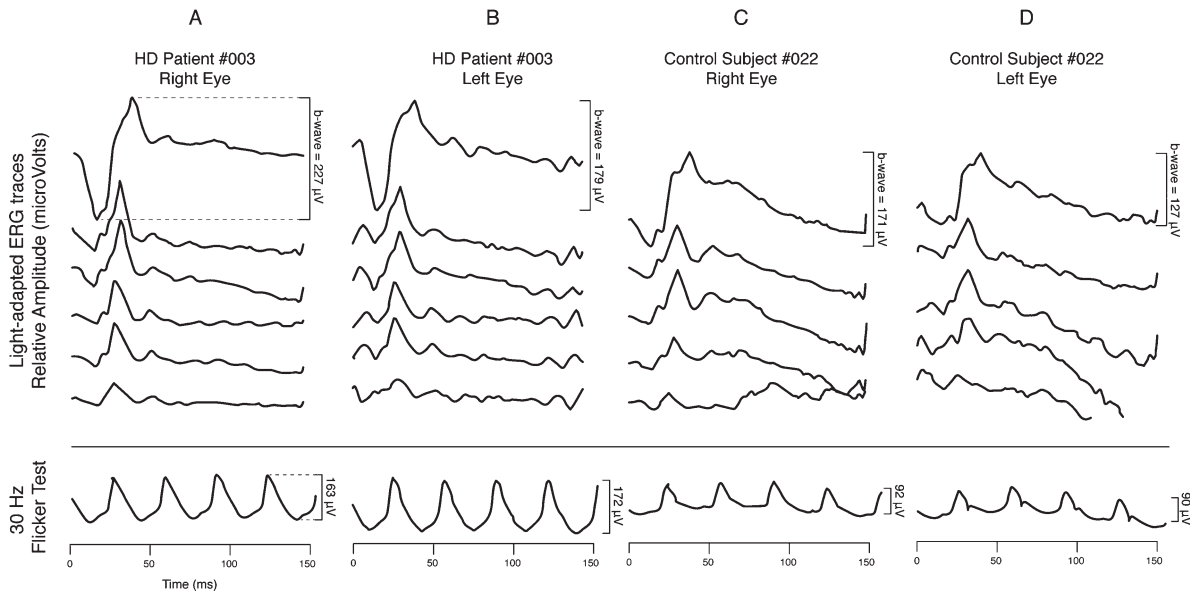 A
B
C
D
HD Patient #003
Right Eye
HD Patient #003
Left Eye
Control Subject #022
Right Eye
Control Subject #022
Left Eye
Light-adapted ERG traces
Relative Amplitude (microVolts)
b-wave = 227 µV
b-wave = 179 µV
b-wave = 171 µV
b-wave = 127 µV
30 Hz
Flicker Test
163 µV
172 µV
92 µV
90 µV
0 50 100 150
0 50 100 150
0 50 100 150
0 50 100 150
Time (ms)